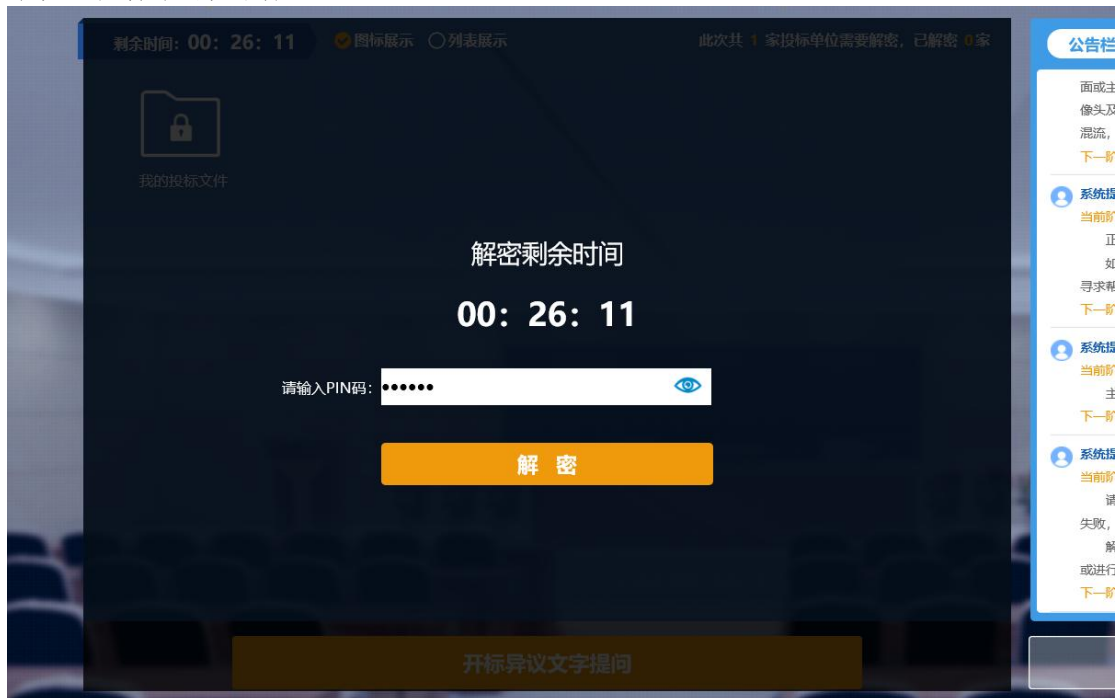 剩余时间: 00: 26: 11
图标展示
列表展示
此次共 1 家投标单位需要解密, 已解密 0家
我的投标文件
解密剩余时间
00: 26: 11
请输入PIN码:
解 密
开标异议文字提问
公告栏
面或主
像头及
混流,
下一阶
系统提
当前阶
正
如
寻求帮
下一阶
系统提
当前阶
主
下一阶
系统提
当前阶
请
失败,
解
或进行
下一阶